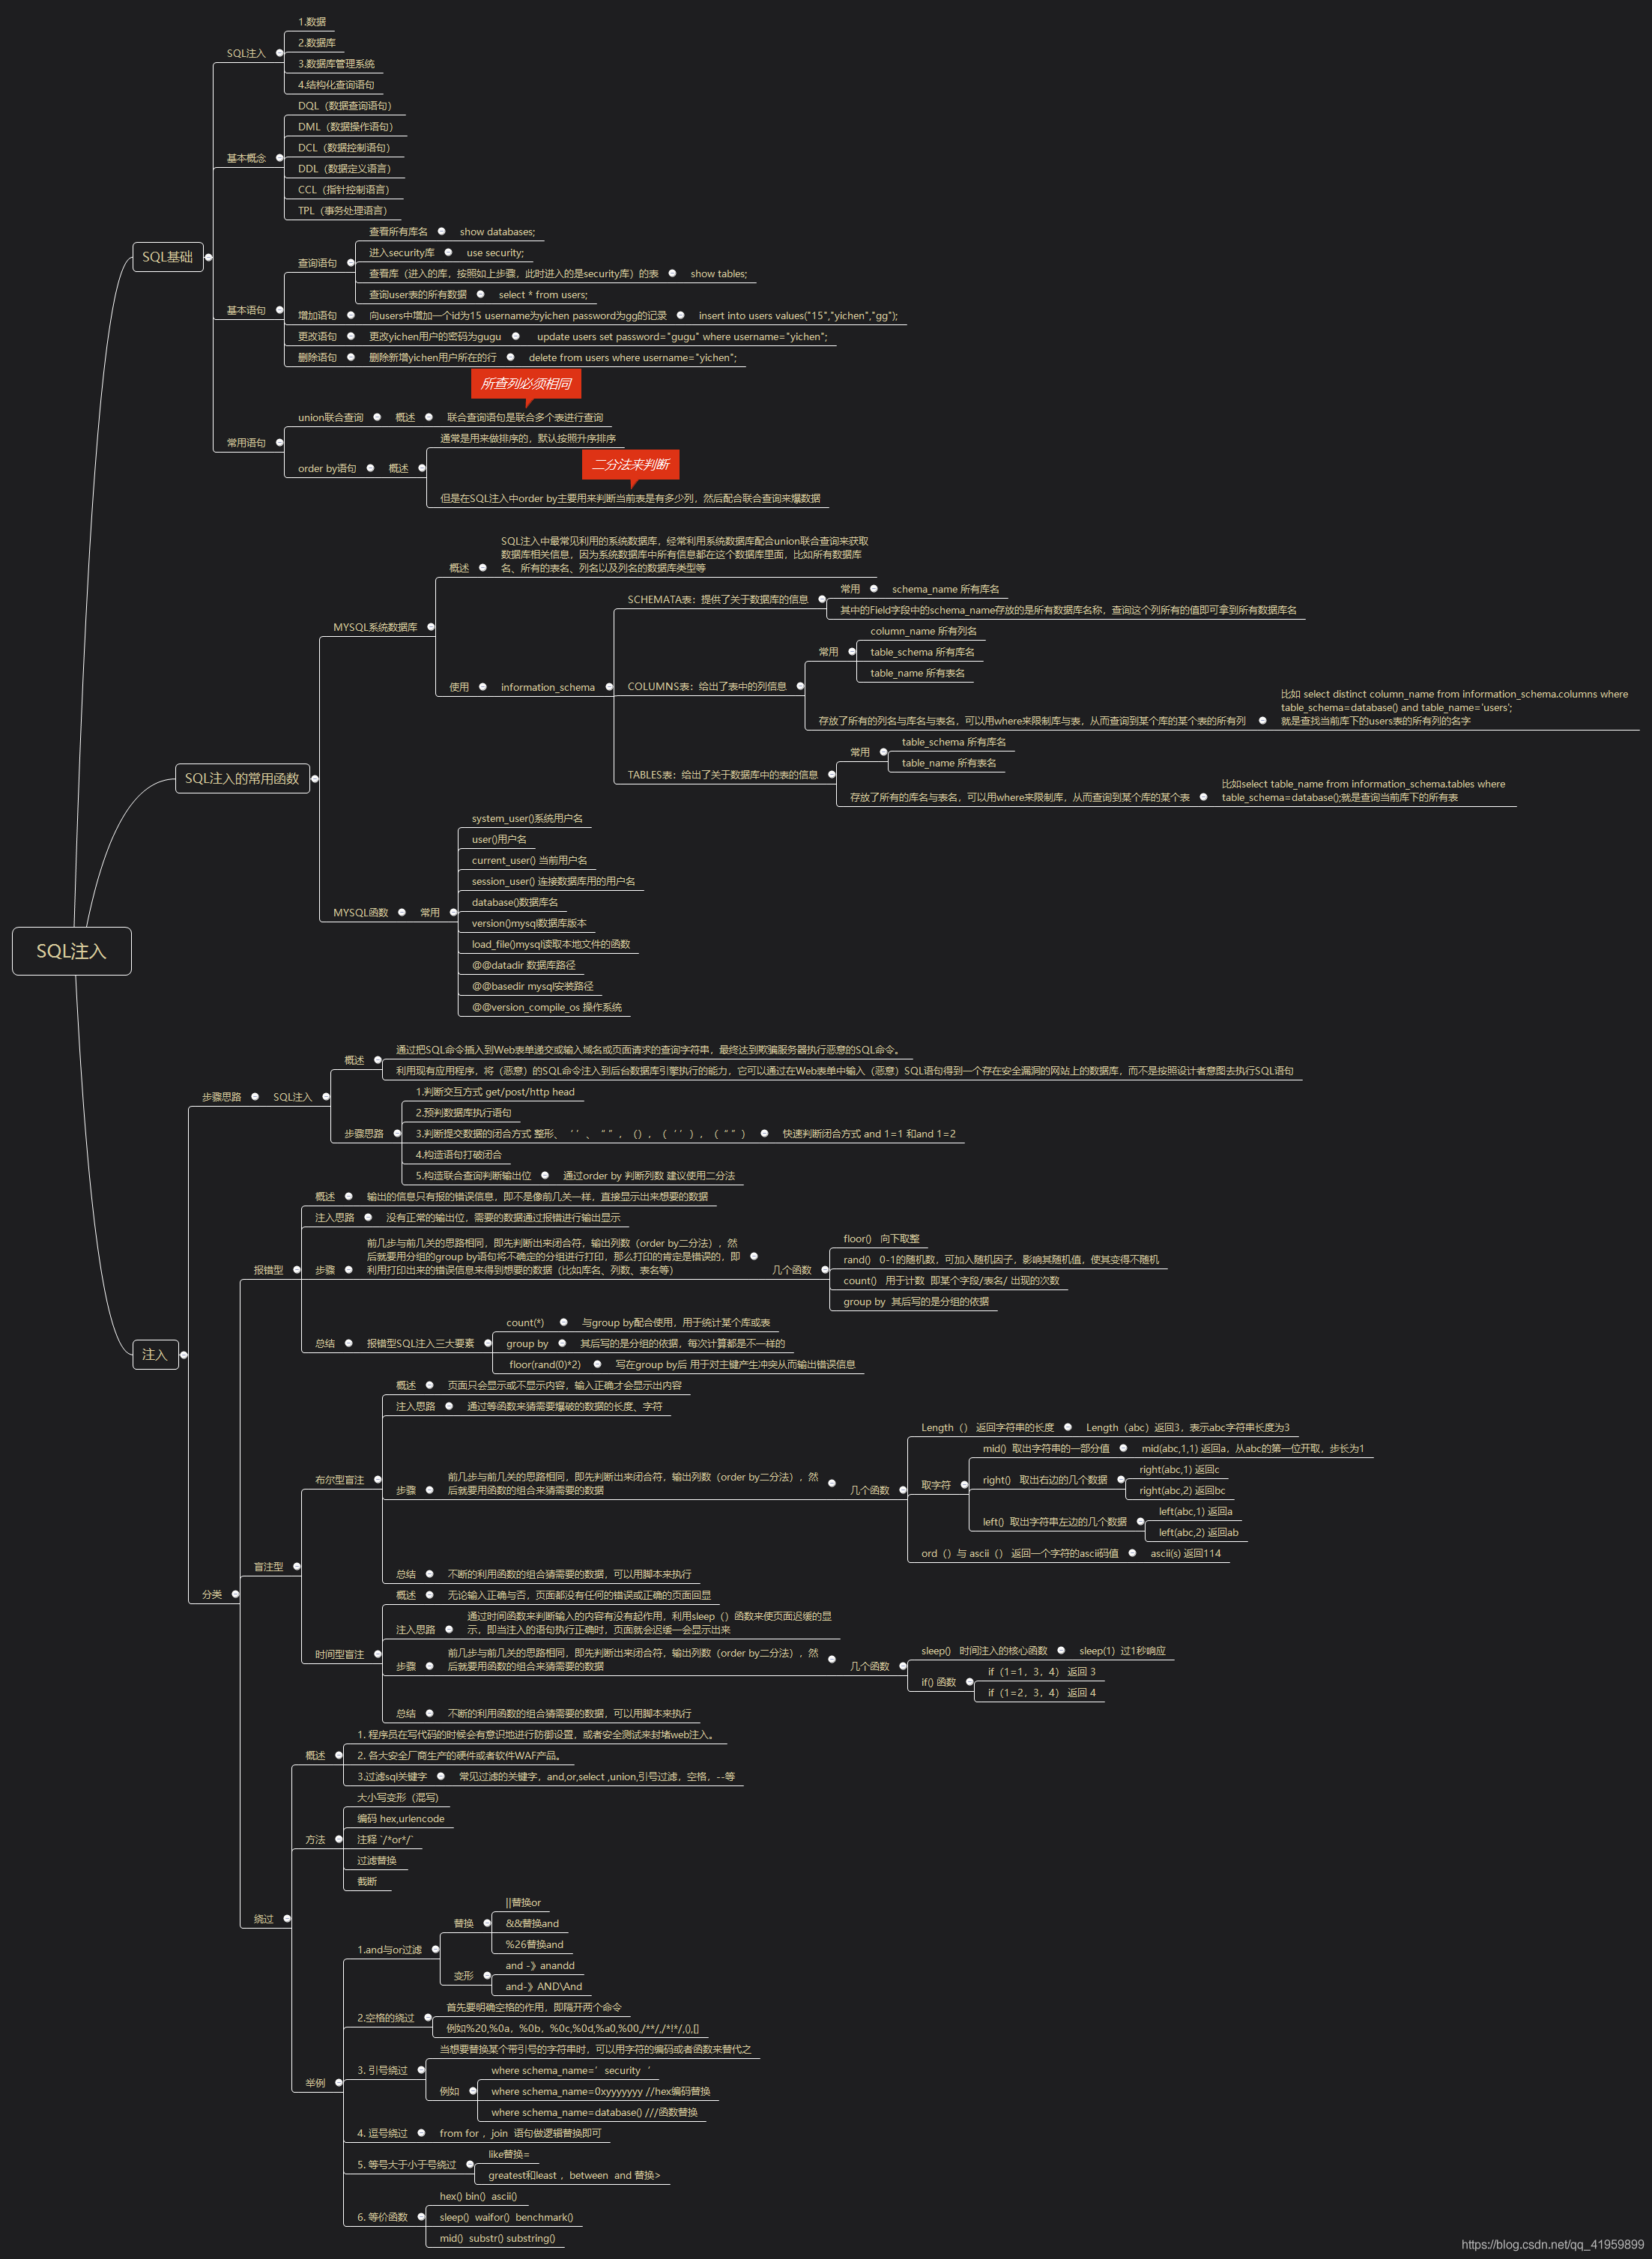 SQL注入
SQL基础
SQL注入
1.数据
2.数据库
3.数据库管理系统
4.结构化查询语句
基本概念
DQL（数据查询语句）
DML（数据操作语句）
DCL（数据控制语句）
DDL（数据定义语言）
CCL（指针控制语言）
TPL（事务处理语言）
基本语句
查询语句
查看所有库名
show databases;
进入security库
use security;
查看库（进入的库，按照如上步骤，此时进入的是security库）的表
show tables;
查询user表的所有数据
select * from users;
增加语句
向users中增加一个id为15 username为yichen password为gg的记录
insert into users values("15","yichen","gg");
更改语句
更改yichen用户的密码为gugu
update users set password="gugu" where username="yichen";
删除语句
删除新增yichen用户所在的行
delete from users where username="yichen";
常用语句
所查列必须相同
union联合查询
概述
联合查询语句是联合多个表进行查询
order by语句
概述
通常是用来做排序的，默认按照升序排序
二分法来判断
但是在SQL注入中order by主要用来判断当前表是有多少列，然后配合联合查询来爆数据
SQL注入的常用函数
MYSQL系统数据库
概述
SQL注入中最常见利用的系统数据库，经常利用系统数据库配合union联合查询来获取
数据库相关信息，因为系统数据库中所有信息都在这个数据库里面，比如所有数据库
名、所有的表名、列名以及列名的数据库类型等
使用
information_schema
SCHEMATA表：提供了关于数据库的信息
常用
schema_name 所有库名
其中的Field字段中的schema_name存放的是所有数据库名称，查询这个列所有的值即可拿到所有数据库名
COLUMNS表：给出了表中的列信息
常用
column_name 所有列名
table_schema 所有库名
table_name 所有表名
存放了所有的列名与库名与表名，可以用where来限制库与表，从而查询到某个库的某个表的所有列
比如 select distinct column_name from information_schema.columns where
table_schema=database() and table_name='users';
就是查找当前库下的users表的所有列的名字
TABLES表：给出了关于数据库中的表的信息
常用
table_schema 所有库名
table_name 所有表名
存放了所有的库名与表名，可以用where来限制库，从而查询到某个库的某个表
比如select table_name from information_schema.tables where
table_schema=database();就是查询当前库下的所有表
MYSQL函数
常用
system_user()系统用户名
user()用户名
current_user() 当前用户名
session_user() 连接数据库用的用户名
database()数据库名
version()mysql数据库版本
load_file()mysql读取本地文件的函数
@@datadir 数据库路径
@@basedir mysql安装路径
@@version_compile_os 操作系统
注入
步骤思路
SQL注入
概述
通过把SQL命令插入到Web表单递交或输入域名或页面请求的查询字符串，最终达到欺骗服务器执行恶意的SQL命令。
利用现有应用程序，将（恶意）的SQL命令注入到后台数据库引擎执行的能力，它可以通过在Web表单中输入（恶意）SQL语句得到一个存在安全漏洞的网站上的数据库，而不是按照设计者意图去执行SQL语句
步骤思路
1.判断交互方式 get/post/http head
2.预判数据库执行语句
3.判断提交数据的闭合方式 整形、 ‘ ’ 、 “ ” ，（），（ ‘ ’ ），（ “ ” ）
快速判断闭合方式 and 1=1 和and 1=2
4.构造语句打破闭合
5.构造联合查询判断输出位
通过order by 判断列数 建议使用二分法
分类
报错型
概述
输出的信息只有报的错误信息，即不是像前几关一样，直接显示出来想要的数据
注入思路
没有正常的输出位，需要的数据通过报错进行输出显示
步骤
前几步与前几关的思路相同，即先判断出来闭合符，输出列数（order by二分法），然
后就要用分组的group by语句将不确定的分组进行打印，那么打印的肯定是错误的，即
利用打印出来的错误信息来得到想要的数据（比如库名、列数、表名等）
几个函数
floor() 向下取整
rand() 0-1的随机数，可加入随机因子，影响其随机值，使其变得不随机
count() 用于计数 即某个字段/表名/ 出现的次数
group by 其后写的是分组的依据
总结
报错型SQL注入三大要素
count(*)
与group by配合使用，用于统计某个库或表
group by
其后写的是分组的依据，每次计算都是不一样的
floor(rand(0)*2)
写在group by后 用于对主键产生冲突从而输出错误信息
盲注型
布尔型盲注
概述
页面只会显示或不显示内容，输入正确才会显示出内容
注入思路
通过等函数来猜需要爆破的数据的长度、字符
步骤
前几步与前几关的思路相同，即先判断出来闭合符，输出列数（order by二分法），然
后就要用函数的组合来猜需要的数据
几个函数
Length（） 返回字符串的长度
Length（abc）返回3，表示abc字符串长度为3
取字符
mid() 取出字符串的一部分值
mid(abc,1,1) 返回a，从abc的第一位开取，步长为1
right() 取出右边的几个数据
right(abc,1) 返回c
right(abc,2) 返回bc
left() 取出字符串左边的几个数据
left(abc,1) 返回a
left(abc,2) 返回ab
ord（）与 ascii（） 返回一个字符的ascii码值
ascii(s) 返回114
总结
不断的利用函数的组合猜需要的数据，可以用脚本来执行
时间型盲注
概述
无论输入正确与否，页面都没有任何的错误或正确的页面回显
注入思路
通过时间函数来判断输入的内容有没有起作用，利用sleep（）函数来使页面迟缓的显
示，即当注入的语句执行正确时，页面就会迟缓一会显示出来
步骤
前几步与前几关的思路相同，即先判断出来闭合符，输出列数（order by二分法），然
后就要用函数的组合来猜需要的数据
几个函数
sleep() 时间注入的核心函数
sleep(1) 过1秒响应
if() 函数
if（1=1，3，4） 返回 3
if（1=2，3，4） 返回 4
总结
不断的利用函数的组合猜需要的数据，可以用脚本来执行
绕过
概述
1. 程序员在写代码的时候会有意识地进行防御设置，或者安全测试来封堵web注入。
2. 各大安全厂商生产的硬件或者软件WAF产品。
3.过滤sql关键字
常见过滤的关键字，and,or,select ,union,引号过滤，空格，--等
方法
大小写变形（混写)
编码 hex,urlencode
注释 `/*or*/`
过滤替换
截断
举例
1.and与or过滤
替换
||替换or
&&替换and
%26替换and
变形
and -》anandd
and-》AND\And
2.空格的绕过
首先要明确空格的作用，即隔开两个命令
例如%20,%0a，%0b，%0c,%0d,%a0,%00,/**/,/*!*/,(),[]
3. 引号绕过
当想要替换某个带引号的字符串时，可以用字符的编码或者函数来替代之
例如
where schema_name=’ security ‘
where schema_name=0xyyyyyyy //hex编码替换
where schema_name=database() ///函数替换
4. 逗号绕过
from for ，join 语句做逻辑替换即可
5. 等号大于小于号绕过
like替换=
greatest和least ，between and 替换>
6. 等价函数
hex() bin() ascii()
sleep() waifor() benchmark()
mid() substr() substring()
https://blog.csdn.net/qq_41959899